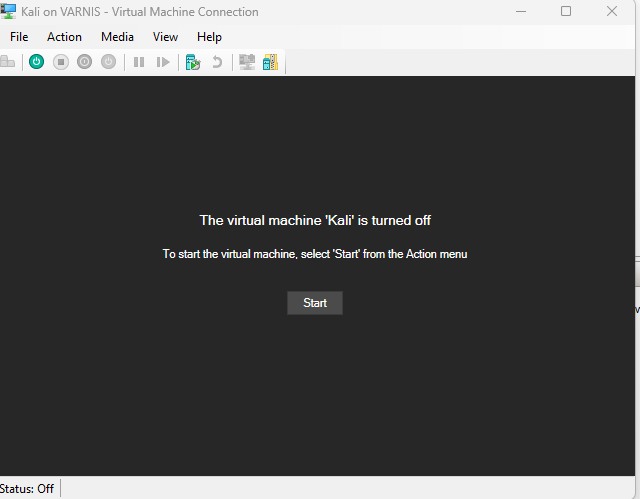 Kali on VARNIS - Virtual Machine Connection
File Action Media View Help
The virtual machine 'Kali' is turned off
To start the virtual machine, select 'Start' from the Action menu
Start
Status: Off